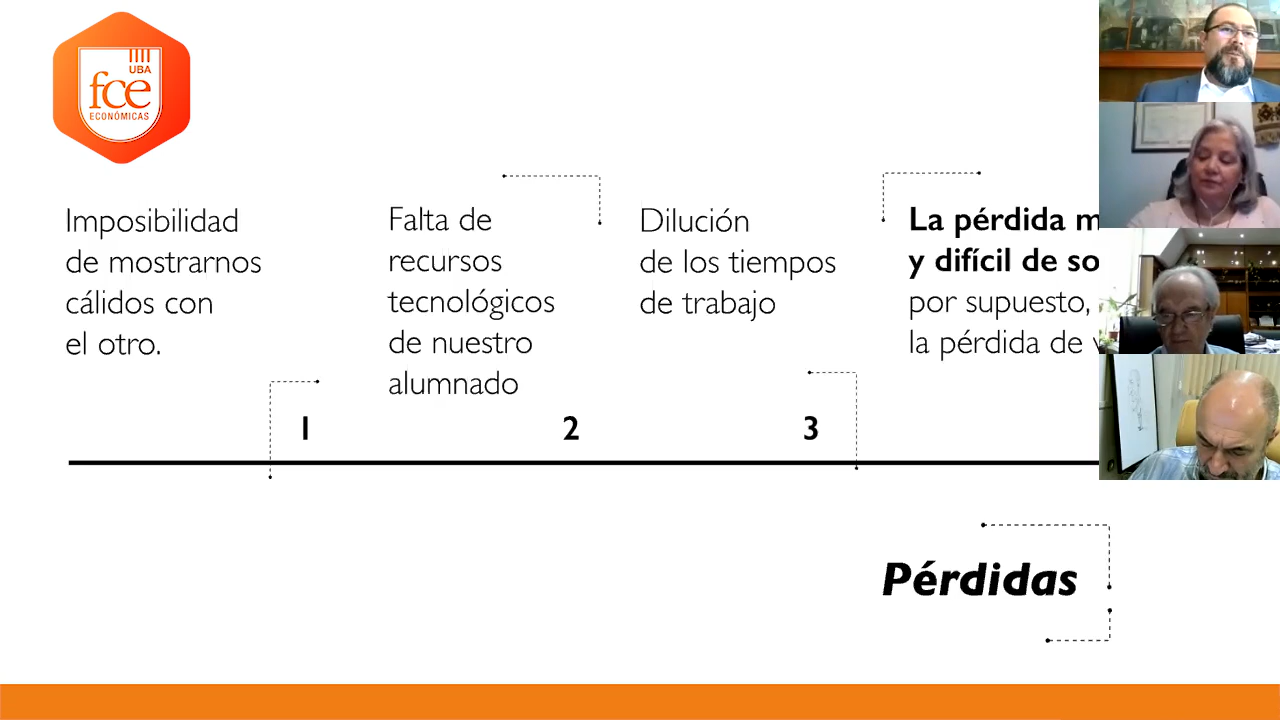 UBA
fce
ECONÓMICAS
Imposibilidad
de mostrarnos
cálidos con
el otro.
1
Falta de
recursos
tecnológicos
de nuestro
alumnado
2
Dilución
de los tiempos
de trabajo
3
La pérdida
y difícil de
por supuesto,
la pérdida de
Pérdidas